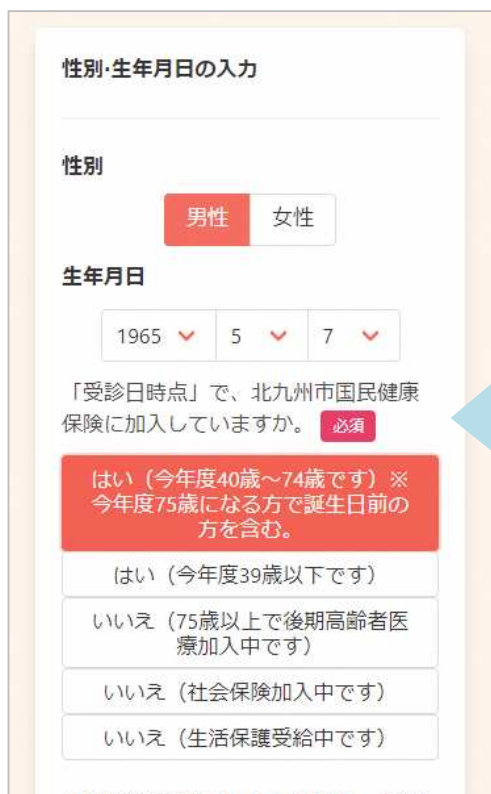 性別·生年月日の入力
性別
男性 女性
生年月日
1965 5 7
「受診日時点」で、北九州市国民健康
保険に加入していますか。 必須
はい（今年度40歳～74歳です）※
今年度75歳になる方で誕生日前の
方を含む。
はい（今年度39歳以下です）
いいえ（75歳以上で後期高齢者医
療加入中です）
いいえ（社会保険加入中です）
いいえ（生活保護受給中です）